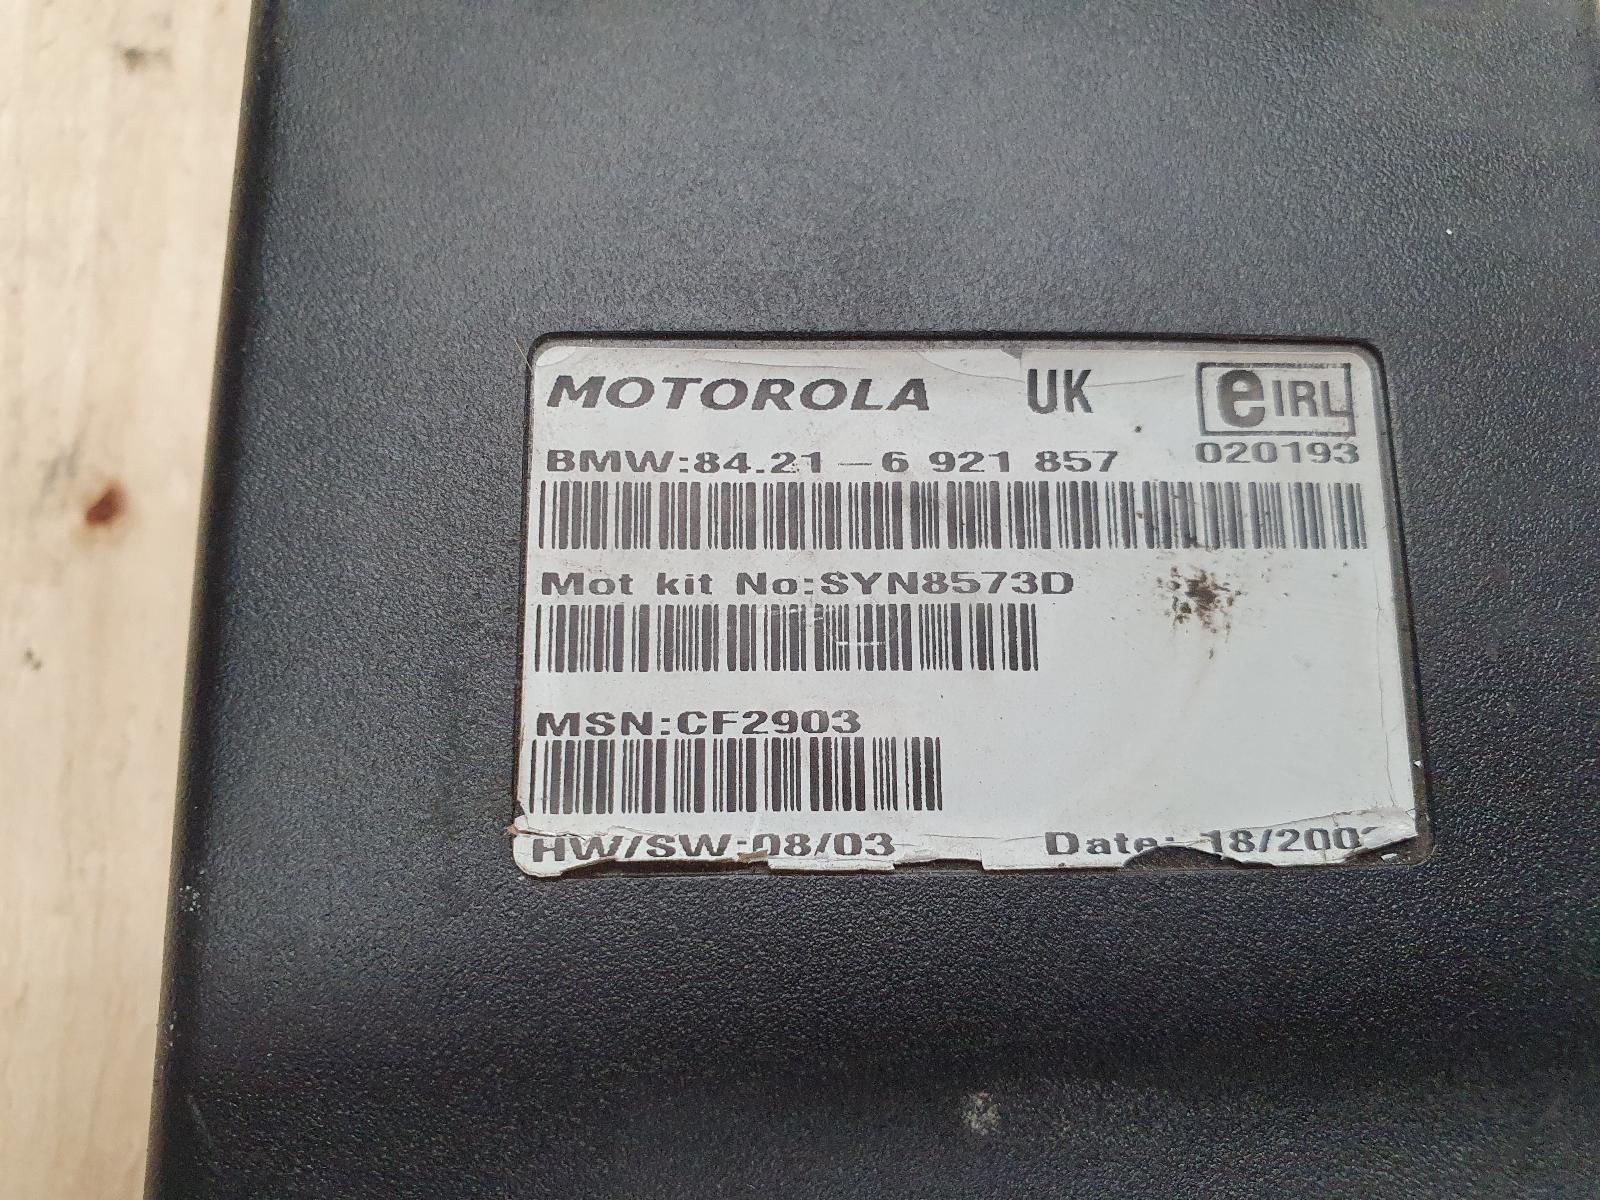 MOTOROLA UK e IRL
BMW:84.21-6 921 857 020193
Mot kit No:SYN8573D
MSN:CF2903
HW/SW:08/03 Date: